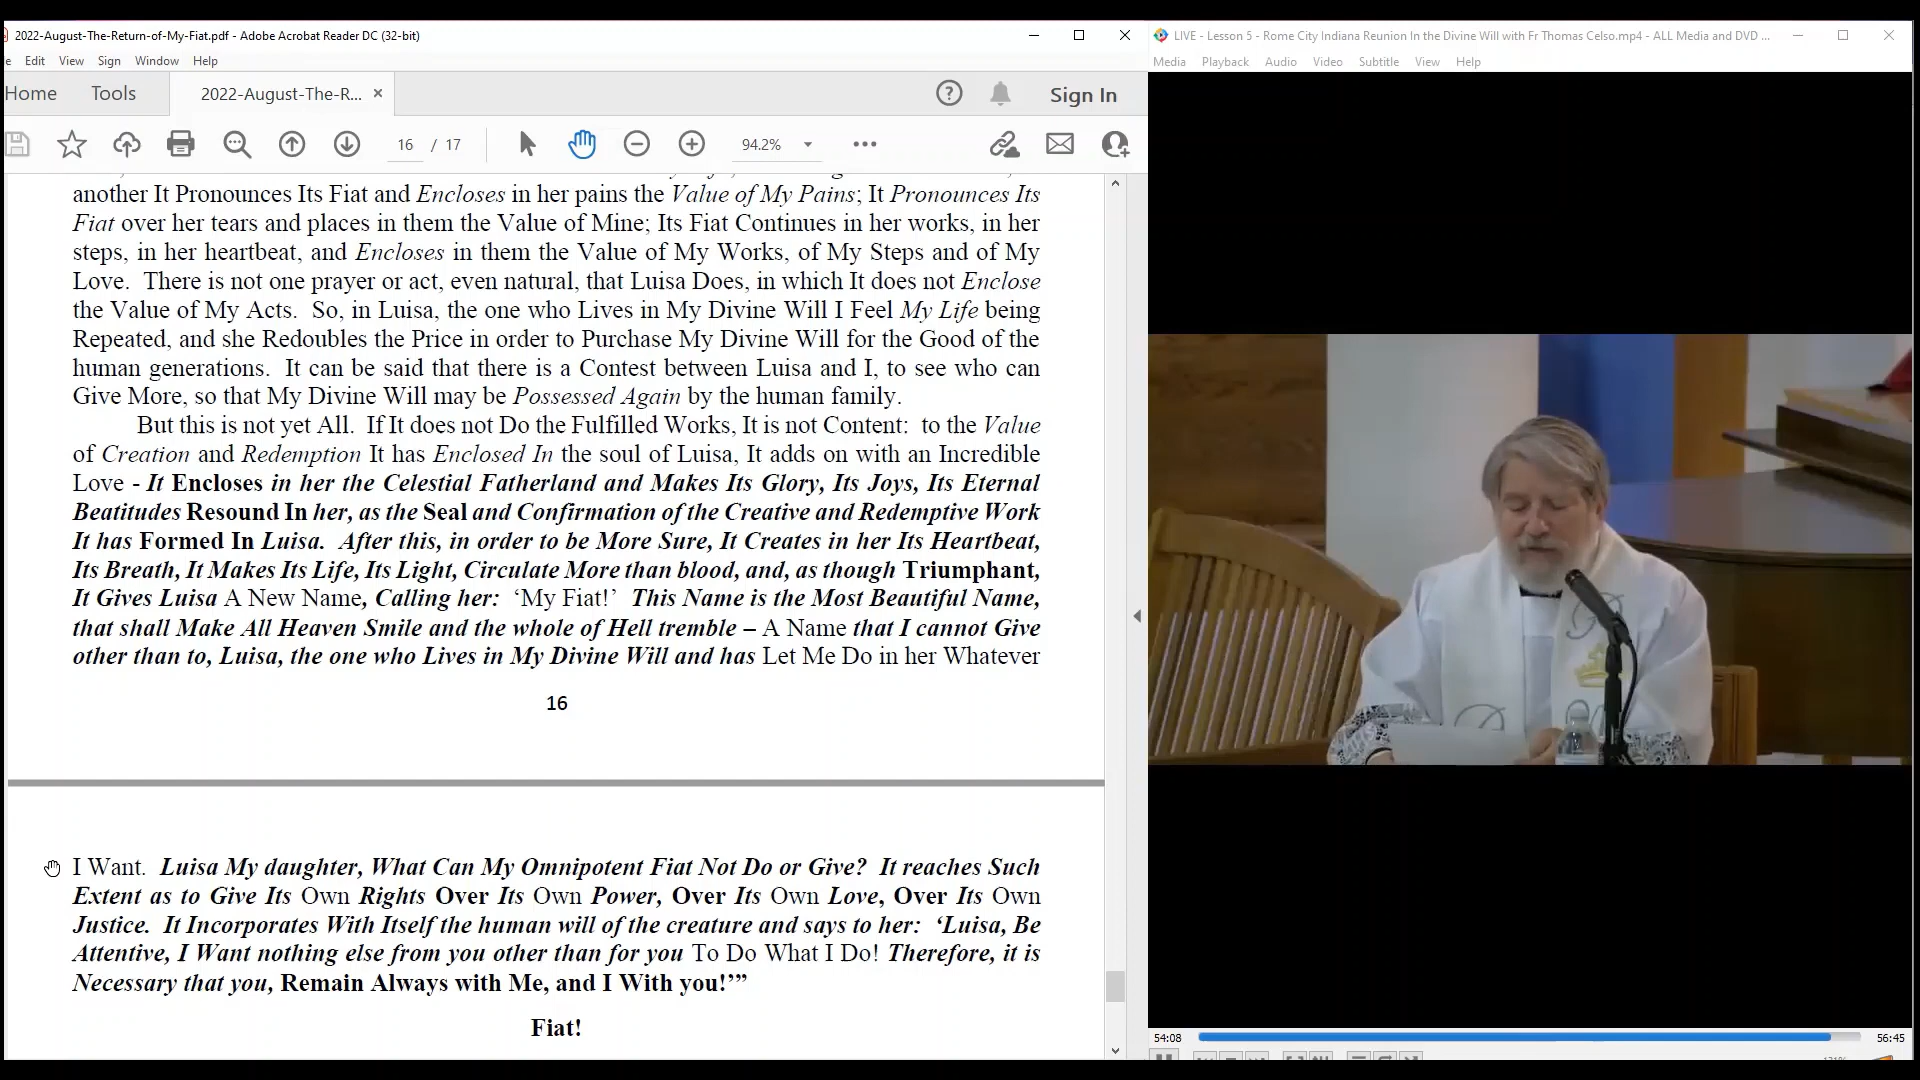 2022-August-The-Return-of-My-Fiat.pdf - Adobe Acrobat Reader DC (32-bit)
Edit View Sign Window Help
Home Tools 2022-August-The-R... Sign In
16 / 17 94.2%
another It Pronounces Its Fiat and Encloses in her pains the Value of My Pains; It Pronounces Its
Fiat over her tears and places in them the Value of Mine; Its Fiat Continues in her works, in her
steps, in her heartbeat, and Encloses in them the Value of My Works, of My Steps and of My
Love. There is not one prayer or act, even natural, that Luisa Does, in which It does not Enclose
the Value of My Acts. So, in Luisa, the one who Lives in My Divine Will I Feel My Life being
Repeated, and she Redoubles the Price in order to Purchase My Divine Will for the Good of the
human generations. It can be said that there is a Contest between Luisa and I, to see who can
Give More, so that My Divine Will may be Possessed Again by the human family.
But this is not yet All. If It does not Do the Fulfilled Works, It is not Content: to the Value
of Creation and Redemption It has Enclosed In the soul of Luisa, It adds on with an Incredible
Love - It Encloses in her the Celestial Fatherland and Makes Its Glory, Its Joys, Its Eternal
Beatitudes Resound In her, as the Seal and Confirmation of the Creative and Redemptive Work
It has Formed In Luisa. After this, in order to be More Sure, It Creates in her Its Heartbeat,
Its Breath, It Makes Its Life, Its Light, Circulate More than blood, and, as though Triumphant,
It Gives Luisa A New Name, Calling her: ‘My Fiat!’ This Name is the Most Beautiful Name,
that shall Make All Heaven Smile and the whole of Hell tremble – A Name that I cannot Give
other than to, Luisa, the one who Lives in My Divine Will and has Let Me Do in her Whatever
16
I Want. Luisa My daughter, What Can My Omnipotent Fiat Not Do or Give? It reaches Such
Extent as to Give Its Own Rights Over Its Own Power, Over Its Own Love, Over Its Own
Justice. It Incorporates With Itself the human will of the creature and says to her: ‘Luisa, Be
Attentive, I Want nothing else from you other than for you To Do What I Do! Therefore, it is
Necessary that you, Remain Always with Me, and I With you!’”
Fiat!
LIVE - Lesson 5 - Rome City Indiana Reunion In the Divine Will with Fr Thomas Celso.mp4 - ALL Media and DVD ...
Media Playback Audio Video Subtitle View Help
54:08 56:45